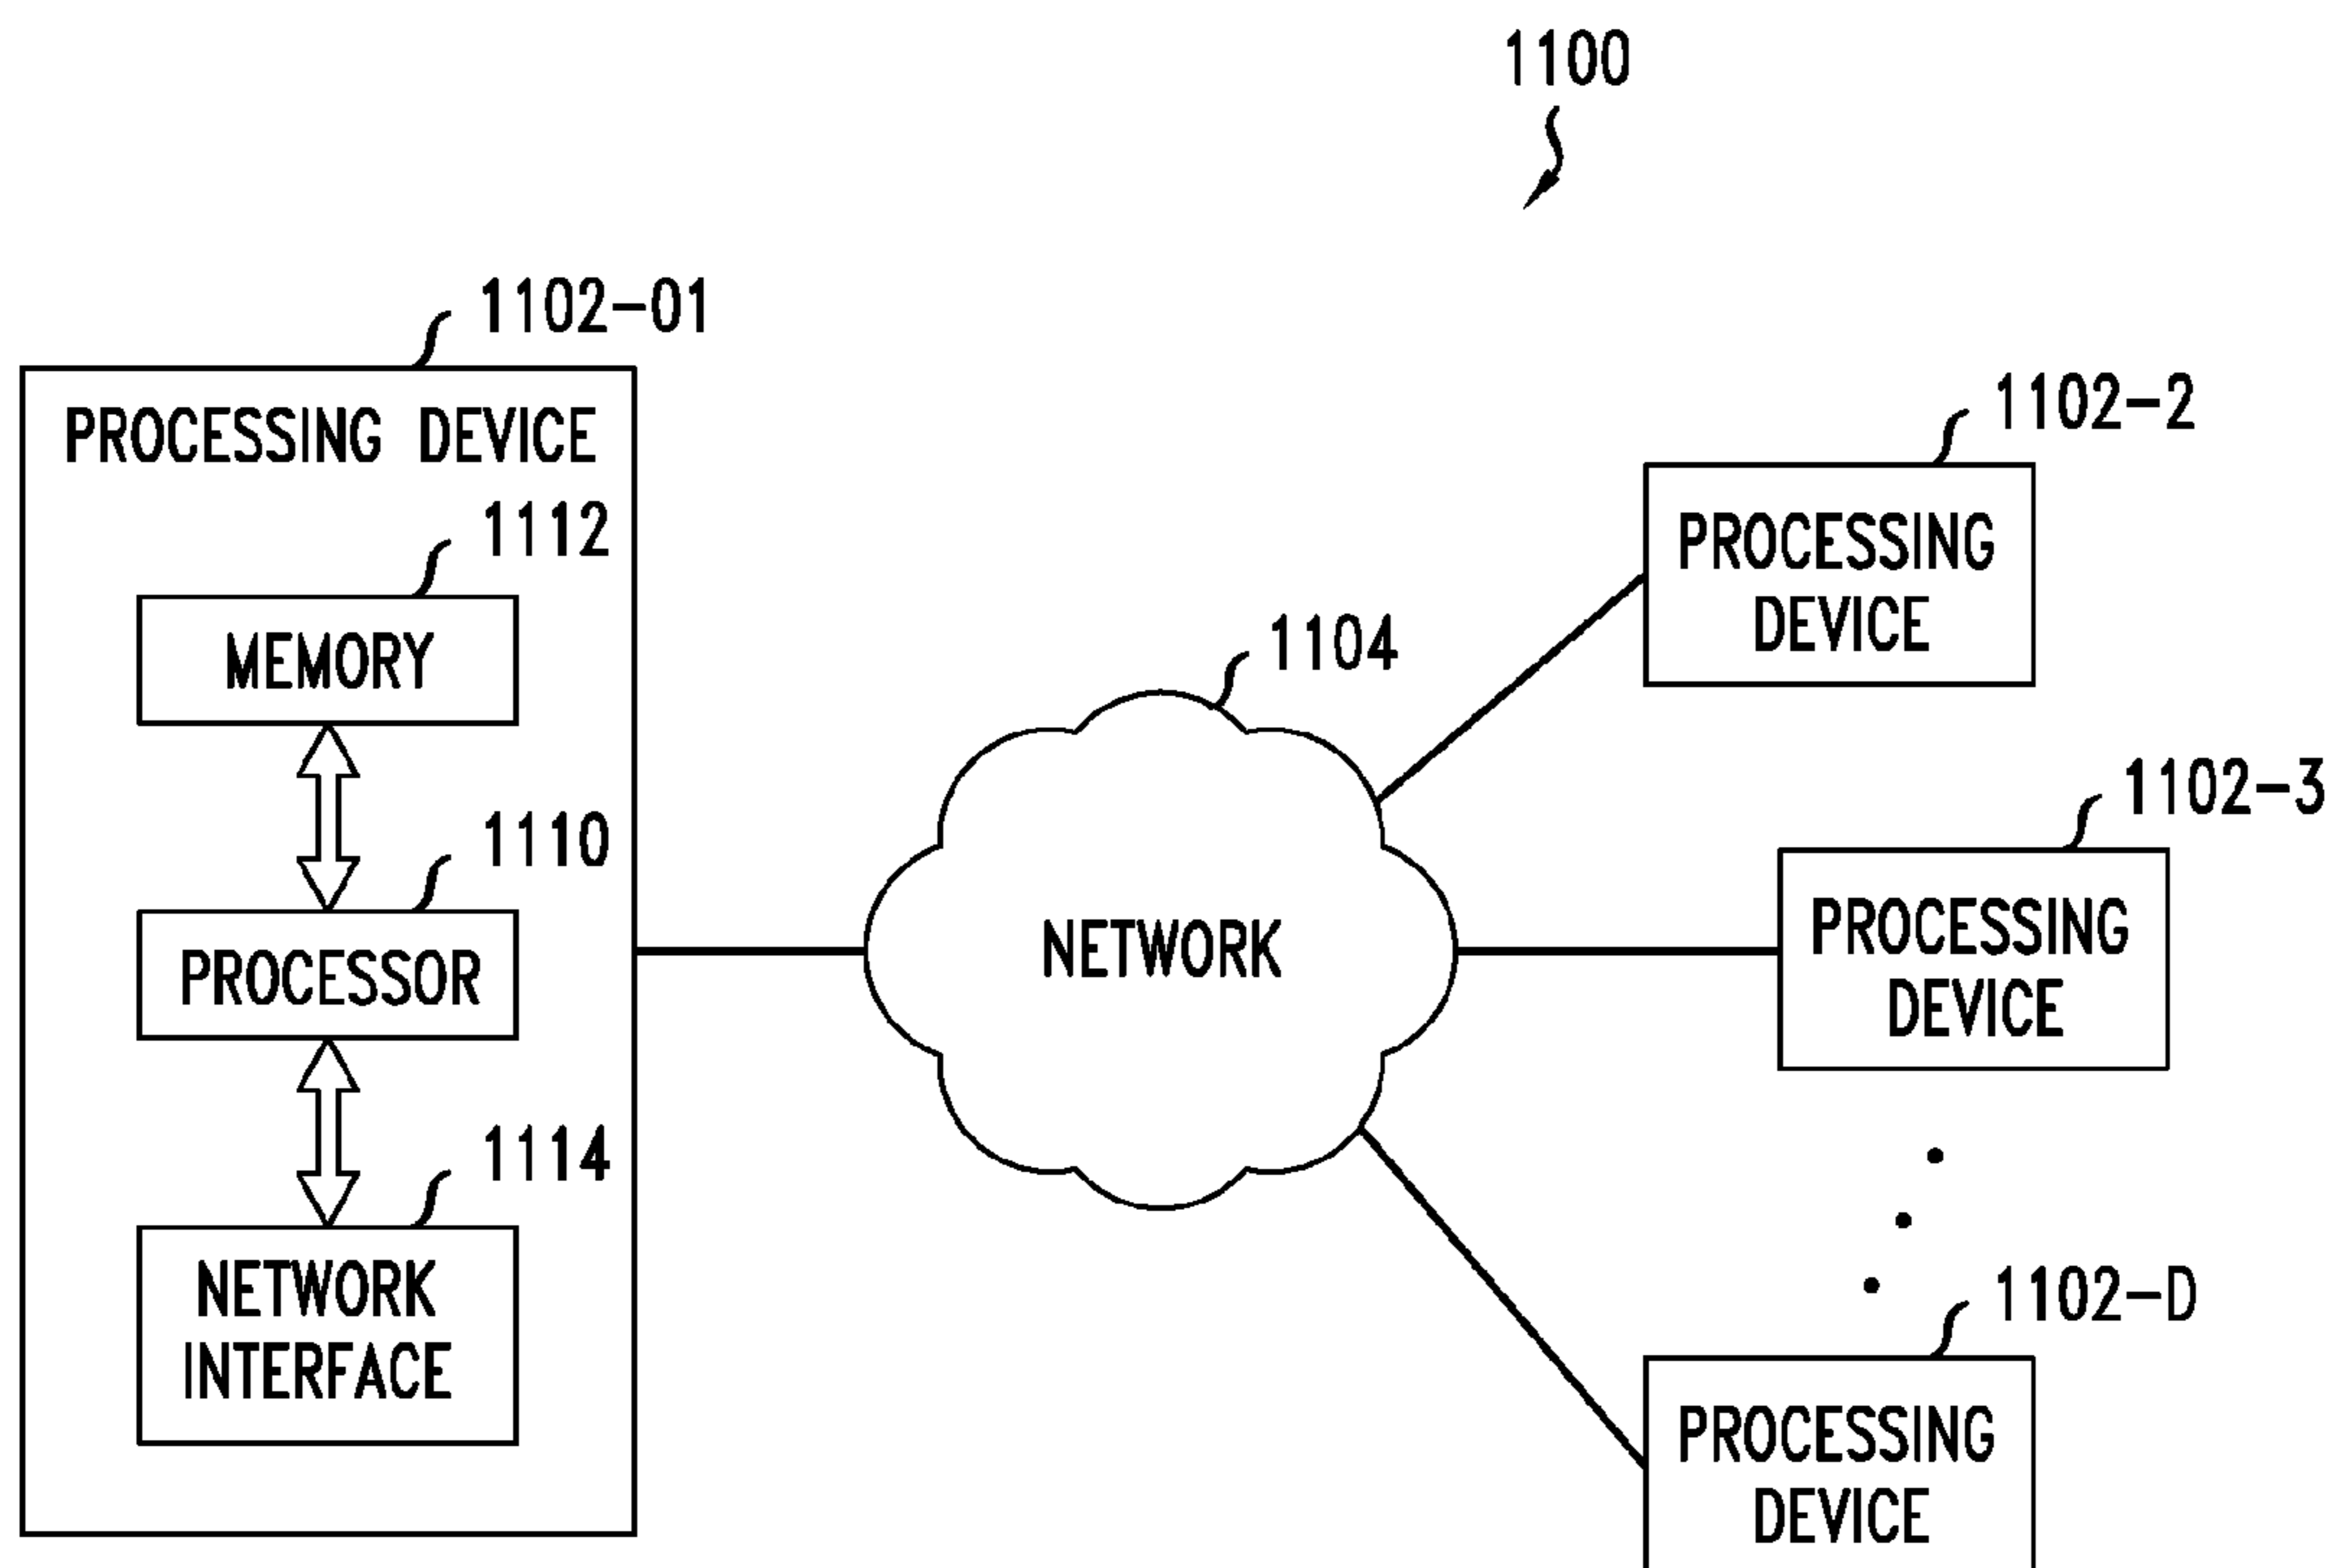 1100
1102-01
PROCESSING DEVICE
1112
MEMORY
1110
PROCESSOR
1114
NETWORK
INTERFACE
1104
NETWORK
1102-2
PROCESSING
DEVICE
1102-3
PROCESSING
DEVICE
1102-D
PROCESSING
DEVICE